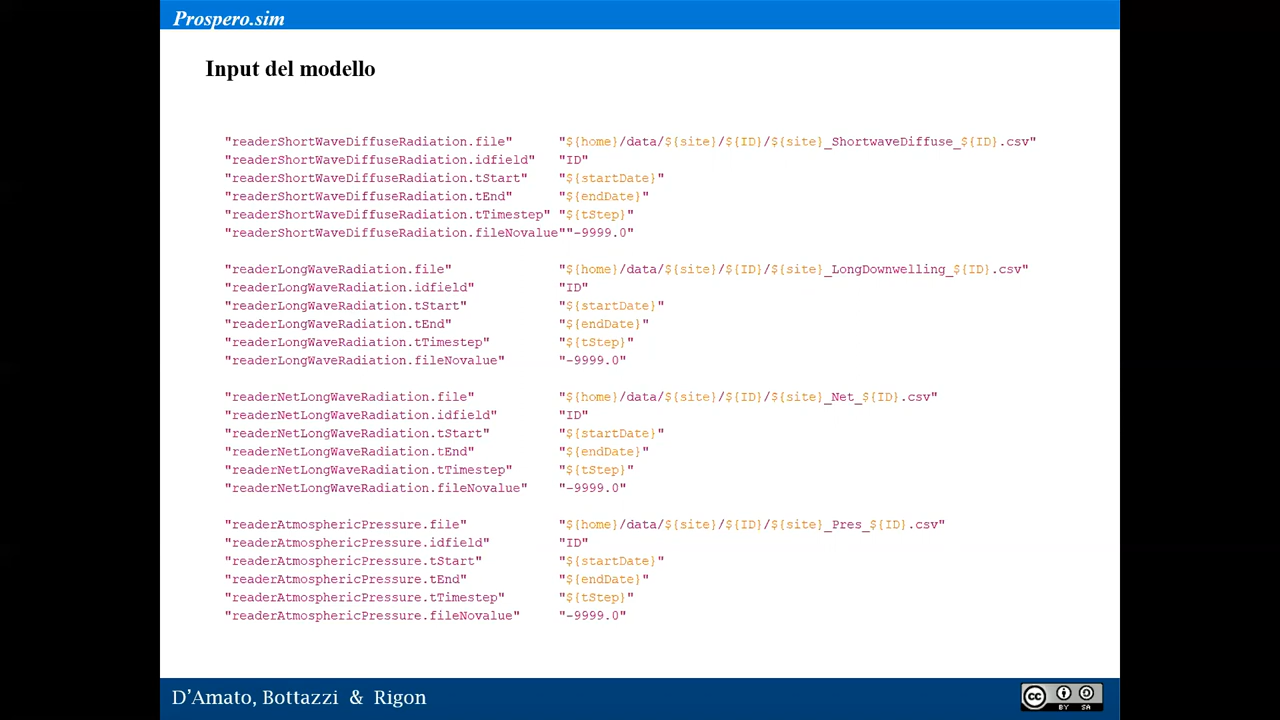 Prospero.sim
Input del modello
"readerShortWaveDiffuseRadiation.file" "${home}/data/${site}/${ID}/${site}_ShortwaveDiffuse_${ID}.csv"
"readerShortWaveDiffuseRadiation.idfield" "ID"
"readerShortWaveDiffuseRadiation.tStart" "${startDate}"
"readerShortWaveDiffuseRadiation.tEnd" "${endDate}"
"readerShortWaveDiffuseRadiation.tTimestep" "${tStep}"
"readerShortWaveDiffuseRadiation.fileNovalue""-9999.0"
"readerLongWaveRadiation.file" "${home}/data/${site}/${ID}/${site}_LongDownwelling_${ID}.csv"
"readerLongWaveRadiation.idfield" "ID"
"readerLongWaveRadiation.tStart" "${startDate}"
"readerLongWaveRadiation.tEnd" "${endDate}"
"readerLongWaveRadiation.tTimestep" "${tStep}"
"readerLongWaveRadiation.fileNovalue" "-9999.0"
"readerNetLongWaveRadiation.file" "${home}/data/${site}/${ID}/${site}_Net_${ID}.csv"
"readerNetLongWaveRadiation.idfield" "ID"
"readerNetLongWaveRadiation.tStart" "${startDate}"
"readerNetLongWaveRadiation.tEnd" "${endDate}"
"readerNetLongWaveRadiation.tTimestep" "${tStep}"
"readerNetLongWaveRadiation.fileNovalue" "-9999.0"
"readerAtmosphericPressure.file" "${home}/data/${site}/${ID}/${site}_Pres_${ID}.csv"
"readerAtmosphericPressure.idfield" "ID"
"readerAtmosphericPressure.tStart" "${startDate}"
"readerAtmosphericPressure.tEnd" "${endDate}"
"readerAtmosphericPressure.tTimestep" "${tStep}"
"readerAtmosphericPressure.fileNovalue" "-9999.0"
D’Amato, Bottazzi & Rigon
cc BY SA